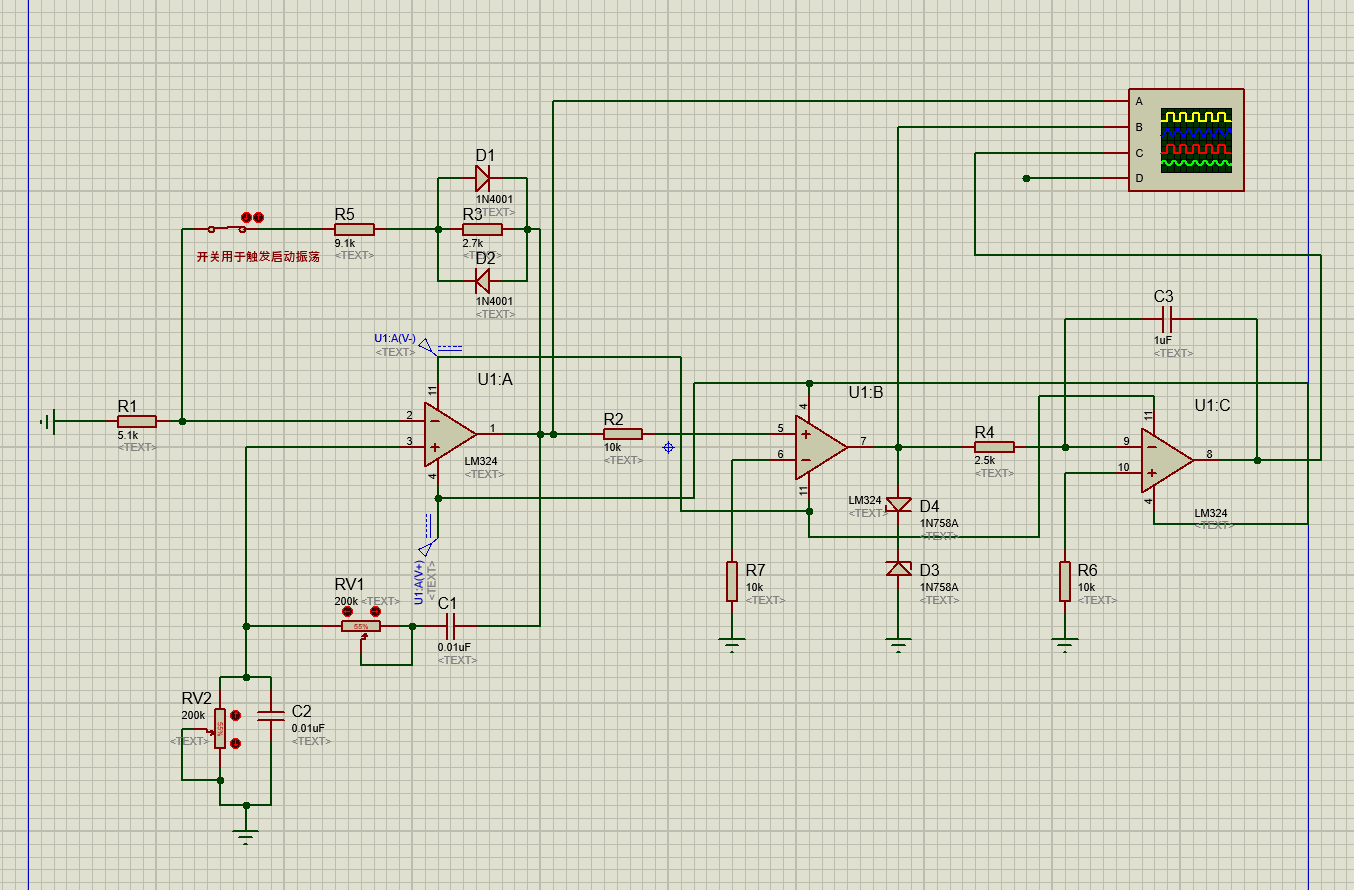 A
B
C
D
D1
1N4001
<TEXT>
R5
9.1k
<TEXT>
R3
2.7k
<TEXT>
开关用于触发启动振荡
D2
1N4001
<TEXT>
C3
1uF
<TEXT>
U1:A(V-)
<TEXT>
U1:A
11
2
3
1
4
LM324
<TEXT>
R1
5.1k
<TEXT>
R2
10k
<TEXT>
U1:B
4
5
6
7
11
LM324
<TEXT>
R4
2.5k
<TEXT>
U1:C
11
9
10
8
4
LM324
<TEXT>
D4
1N758A
<TEXT>
D3
1N758A
<TEXT>
R7
10k
<TEXT>
R6
10k
<TEXT>
U1:A(V+)
<TEXT>
RV1
200k
<TEXT>
55%
C1
0.01uF
<TEXT>
RV2
200k
<TEXT>
55%
C2
0.01uF
<TEXT>